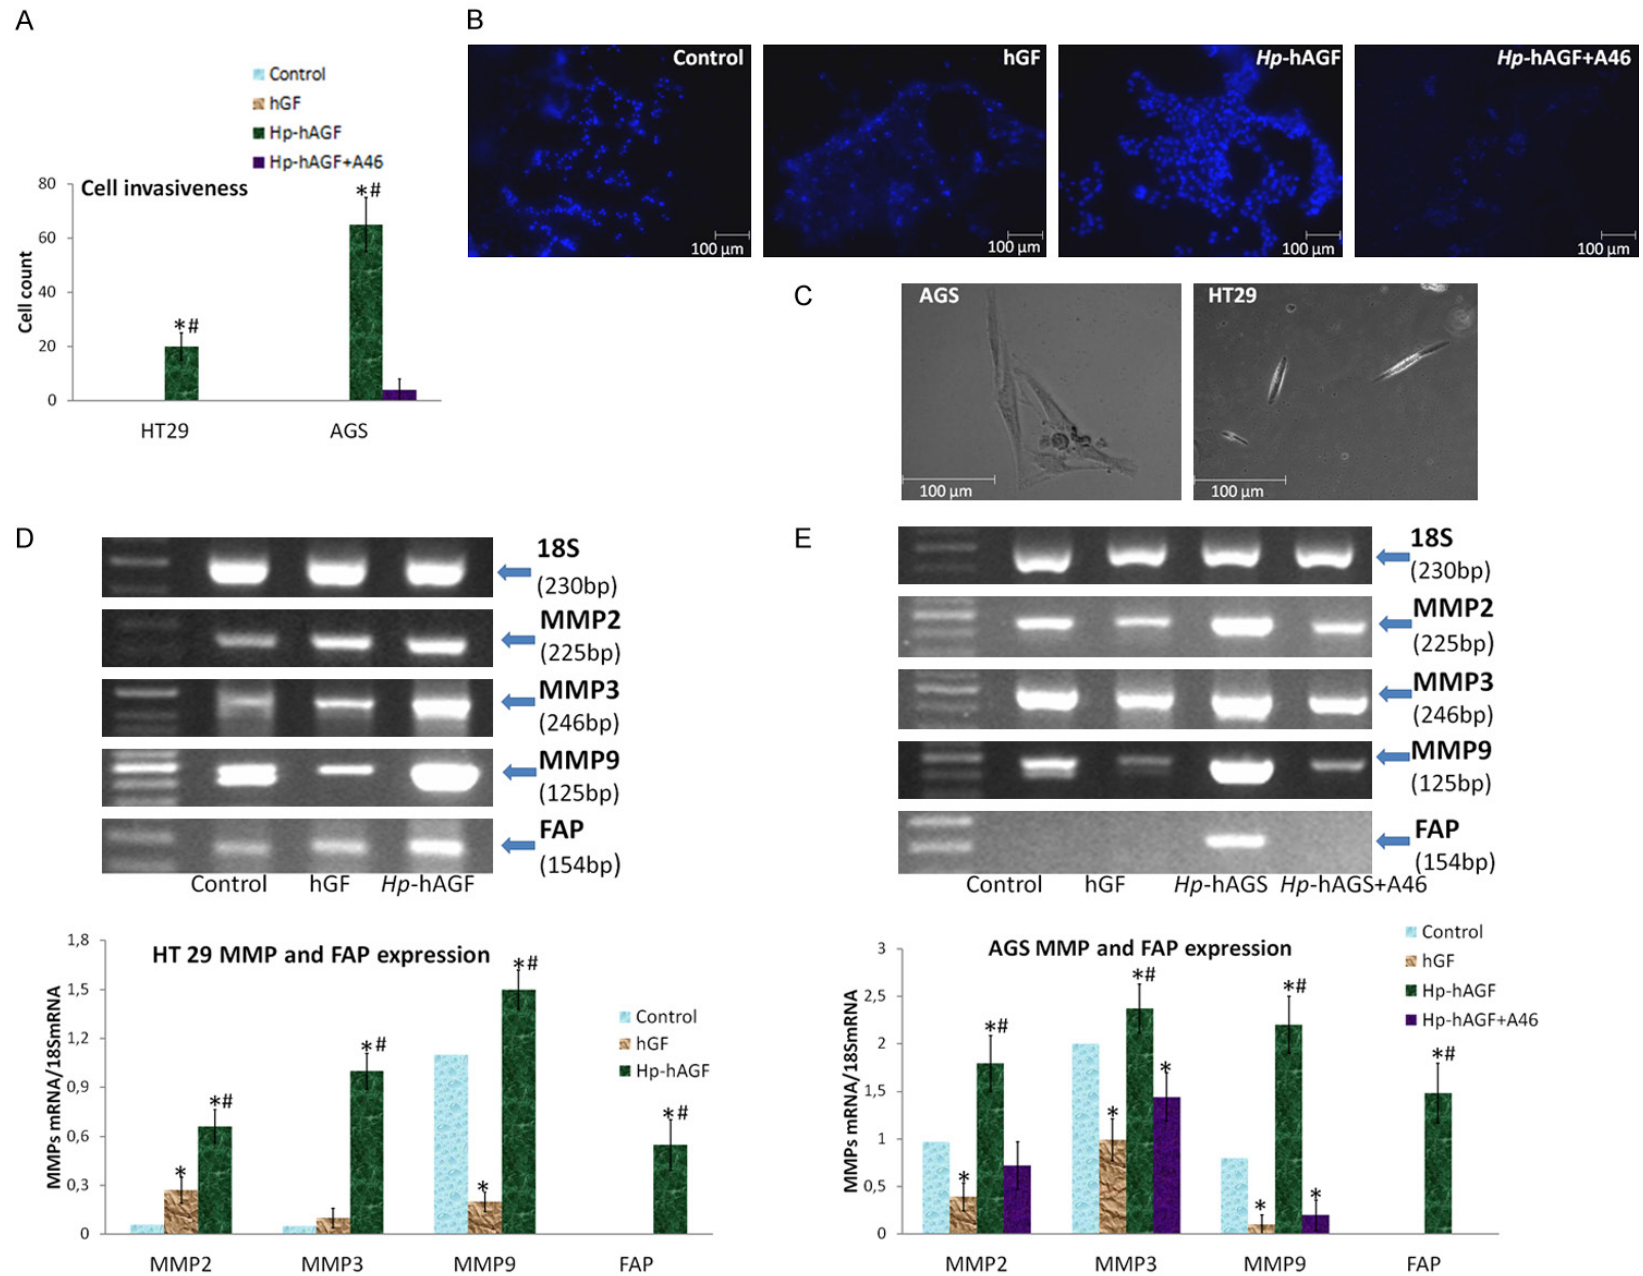 A
Control
hGF
Hp-hAGF
Hp-hAGF+A46
Cell invasiveness
80
60
40
20
0
Cell count
*#
*#
HT29
AGS
B
Control
hGF
Hp-hAGF
Hp-hAGF+A46
100 µm
100 µm
100 µm
100 µm
C
AGS
HT29
100 µm
100 µm
D
18S
(230bp)
MMP2
(225bp)
MMP3
(246bp)
MMP9
(125bp)
FAP
(154bp)
Control
hGF
Hp-hAGF
HT 29 MMP and FAP expression
1,8
1,5
1,2
0,9
0,6
0,3
0
MMPs mRNA/18SmRNA
*
*#
*#
*
*#
*#
Control
hGF
Hp-hAGF
MMP2
MMP3
MMP9
FAP
E
18S
(230bp)
MMP2
(225bp)
MMP3
(246bp)
MMP9
(125bp)
FAP
(154bp)
Control
hGF
Hp-hAGS
Hp-hAGS+A46
AGS MMP and FAP expression
3
2,5
2
1,5
1
0,5
0
MMPs mRNA/18SmRNA
*
*#
*
*#
*
*
*#
*
*#
Control
hGF
Hp-hAGF
Hp-hAGF+A46
MMP2
MMP3
MMP9
FAP